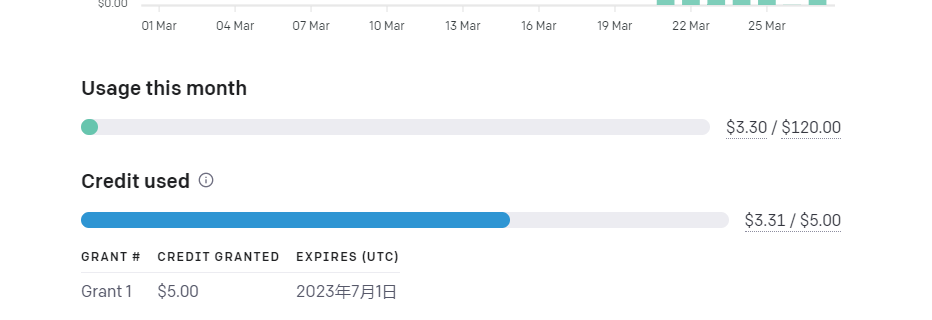 $0.00
01 Mar 04 Mar 07 Mar 10 Mar 13 Mar 16 Mar 19 Mar 22 Mar 25 Mar
Usage this month
$3.30 / $120.00
Credit used
$3.31 / $5.00
GRANT # CREDIT GRANTED EXPIRES (UTC)
Grant 1 $5.00 2023年7月1日